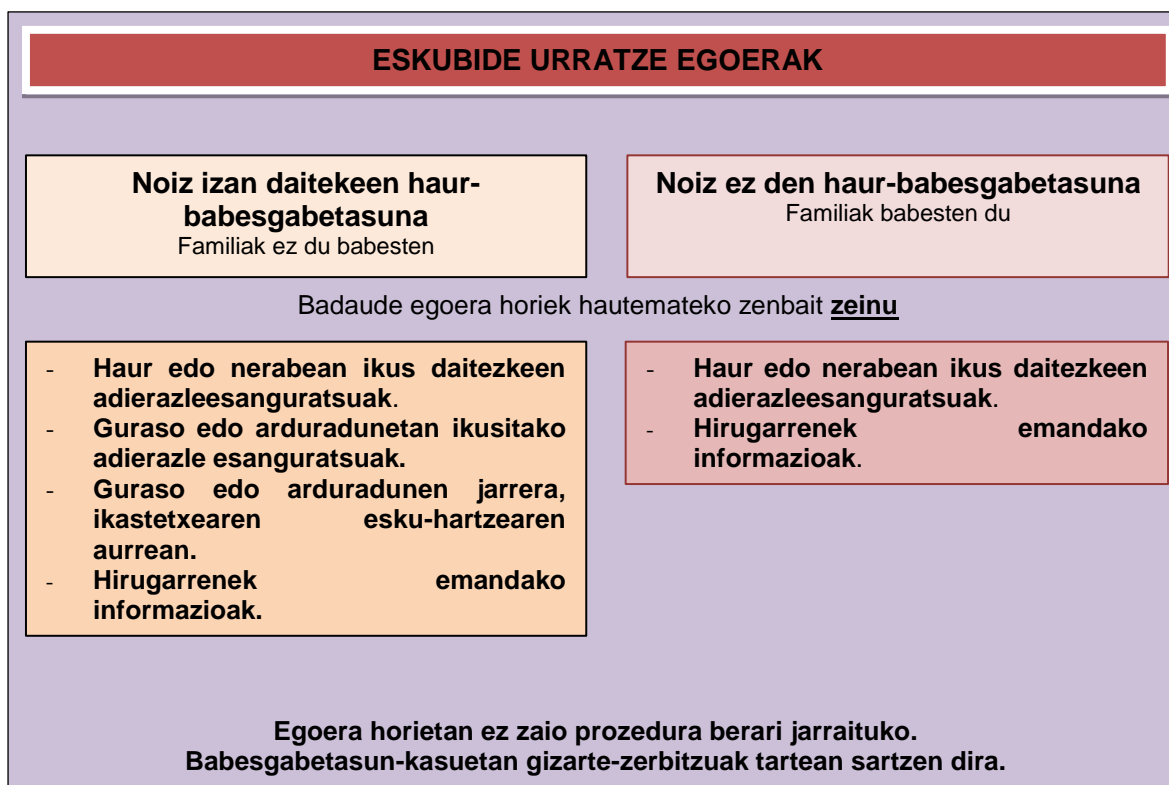 ESKUBIDE URRATZE EGOERAK
Noiz izan daitekeen haur-
babesgabetasuna
Familiak ez du babesten
Noiz ez den haur-babesgabetasuna
Familiak babesten du
Badaude egoera horiek hautemateko zenbait zeinu
- Haur edo nerabean ikus daitezkeen
adierazleesanguratsuak.
- Guraso edo arduradunetan ikusitako
adierazle esanguratsuak.
- Guraso edo arduradunen jarrera,
ikastetxearen esku-hartzearen
aurrean.
- Hirugarrenek emandako
informazioak.
- Haur edo nerabean ikus daitezkeen
adierazleesanguratsuak.
- Hirugarrenek emandako
informazioak.
Egoera horietan ez zaio prozedura berari jarraituko.
Babesgabetasun-kasuetan gizarte-zerbitzuak tartean sartzen dira.